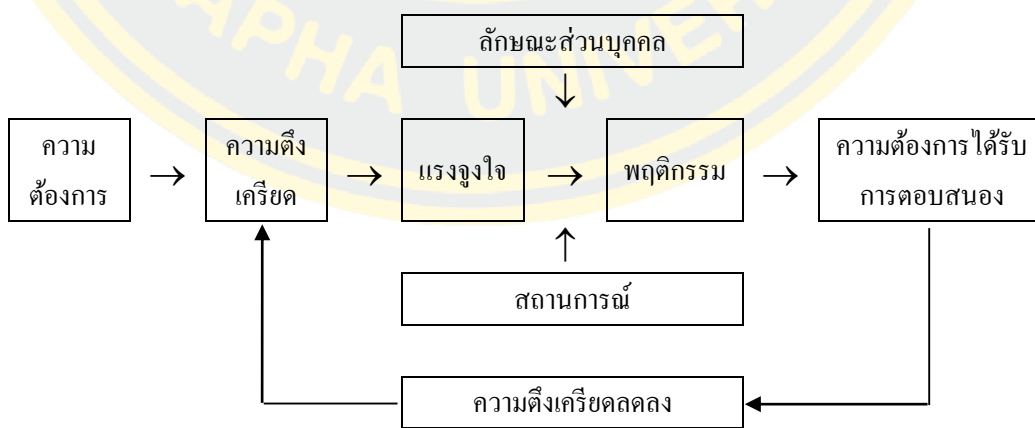 APHA UNIVER
ลักษณะส่วนบุคคล
ความ
ต้องการ
ความตึง
เครียด
แรงจูงใจ
พฤติกรรม
ความต้องการได้รับ
การตอบสนอง
สถานการณ์
ความตึงเครียดลดลง